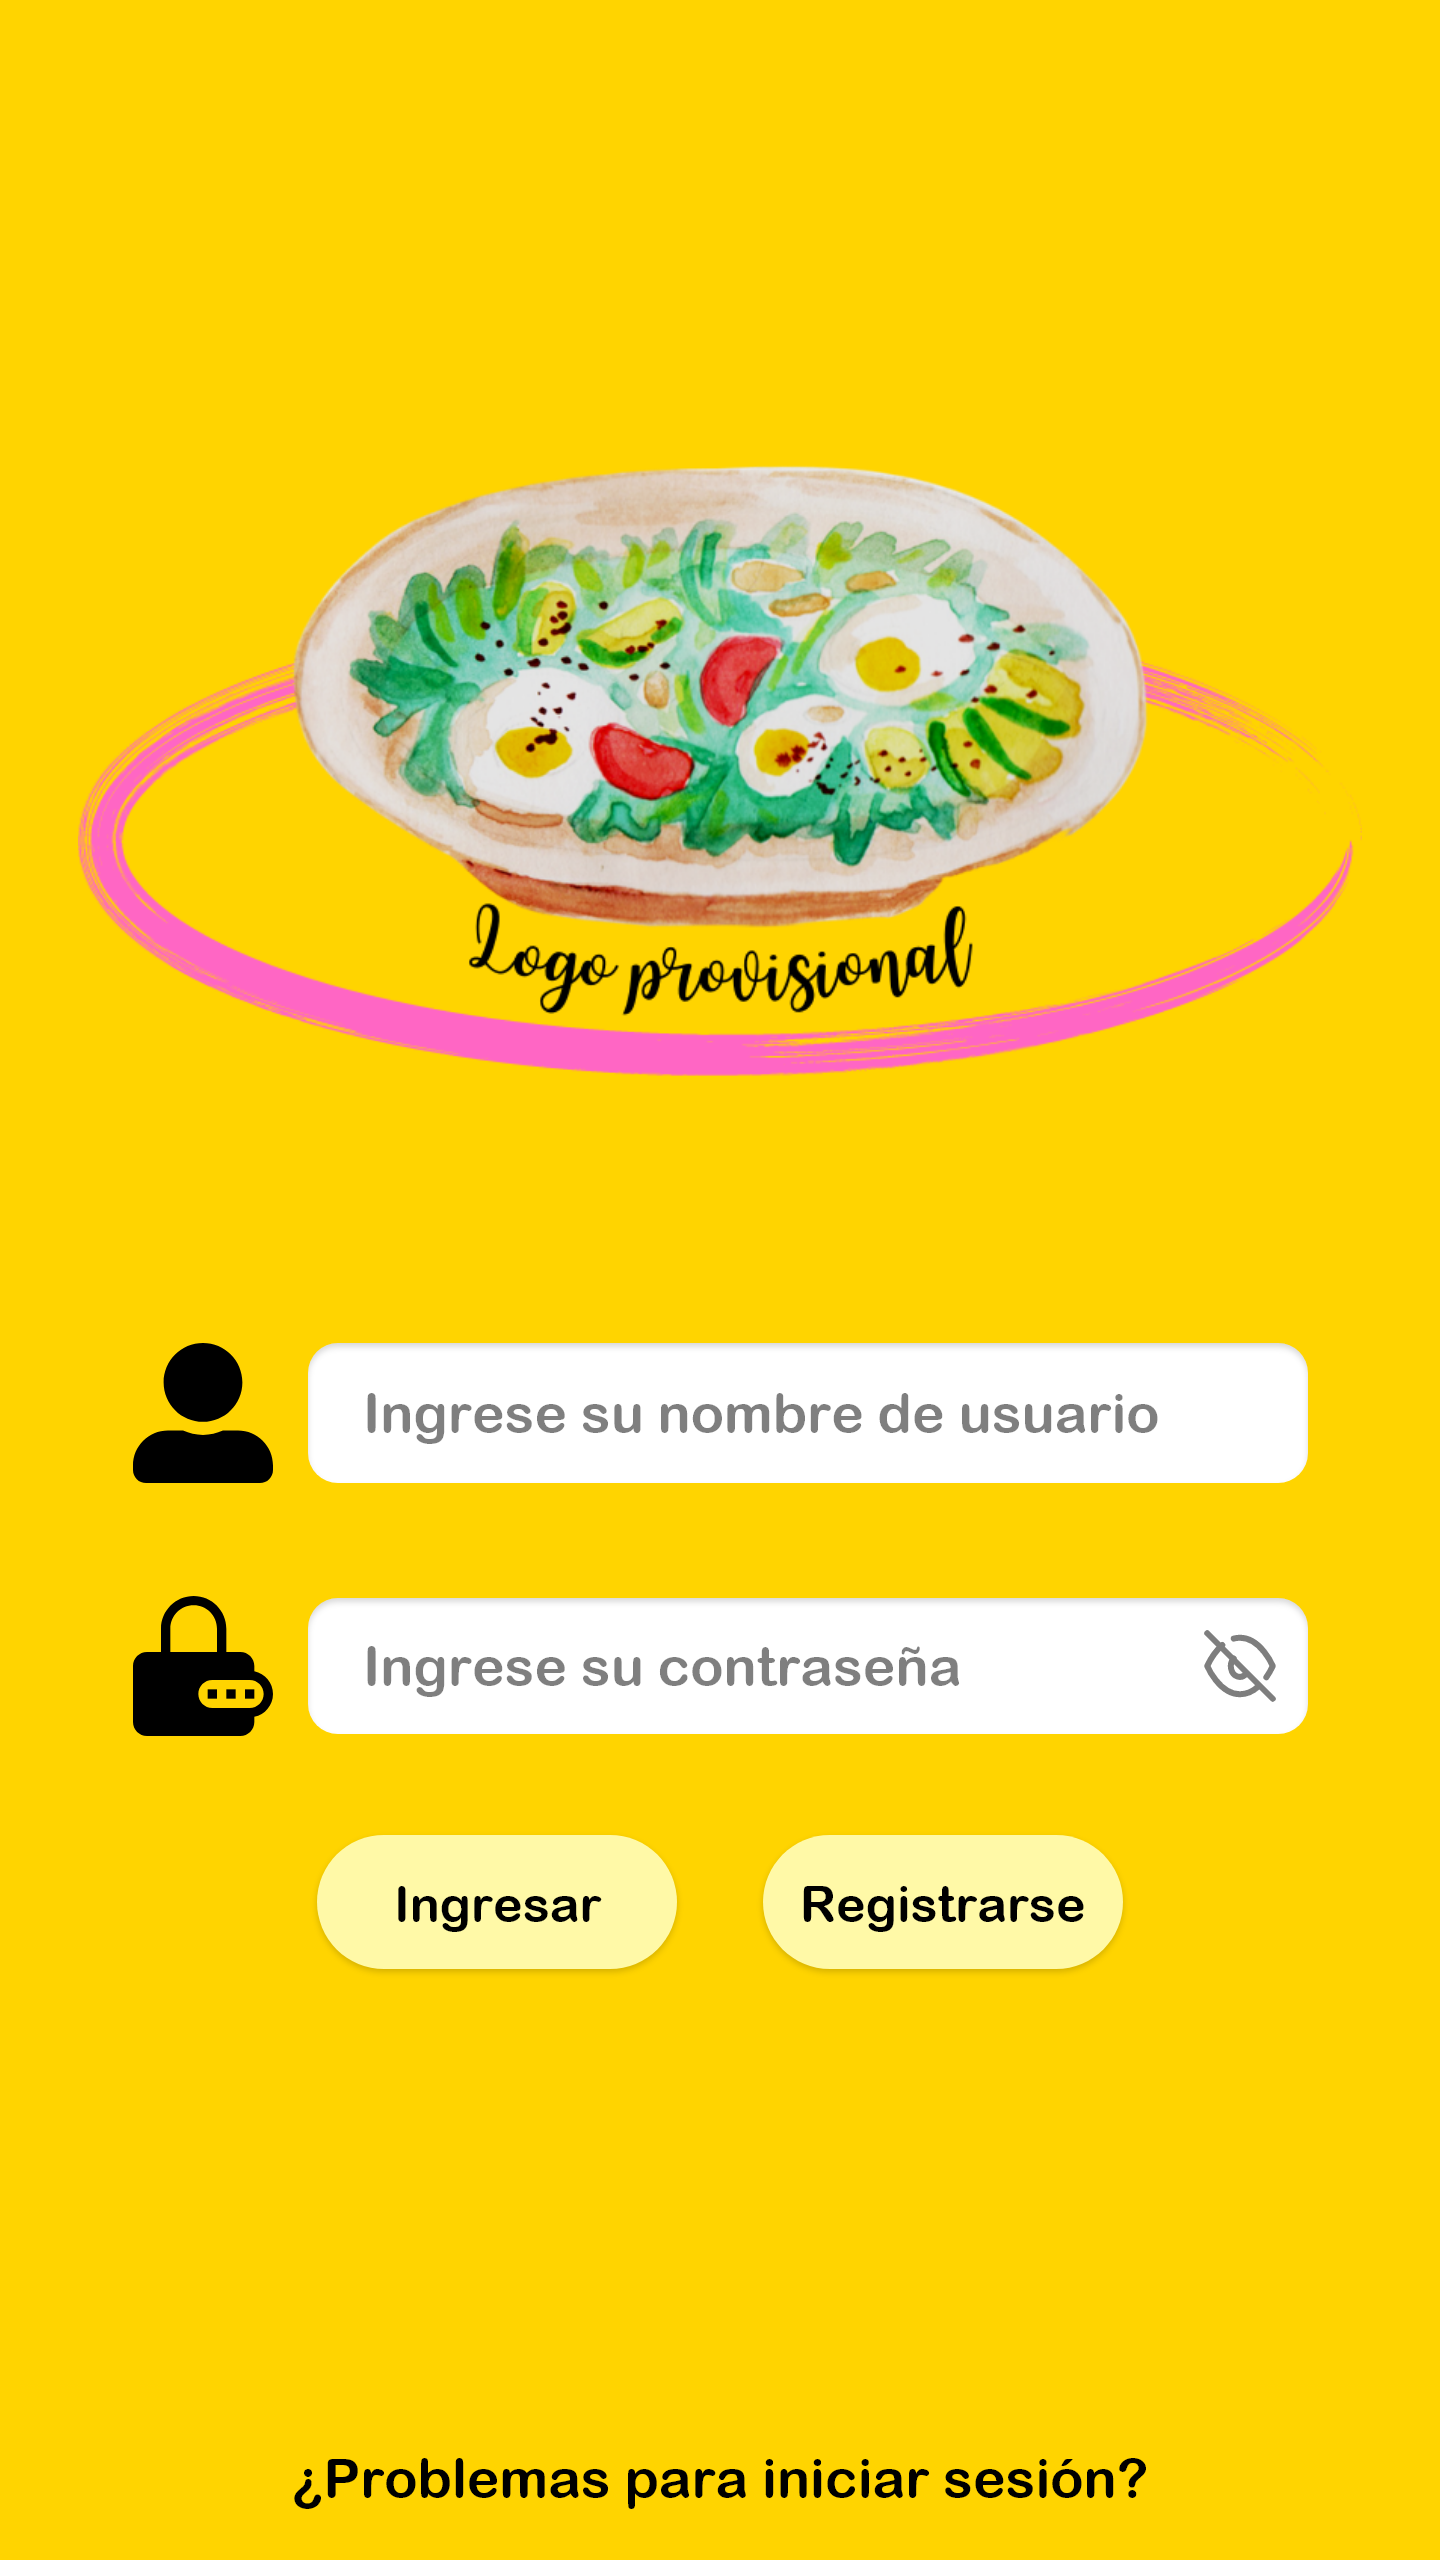 Logo provisional
Ingrese su nombre de usuario
Ingrese su contraseña
Ingresar
Registrarse
¿Problemas para iniciar sesión?